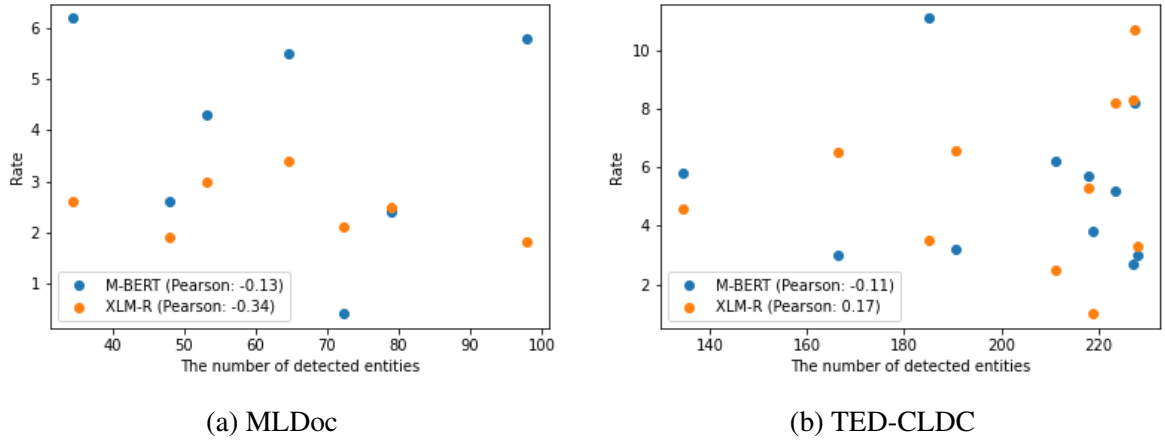 6
5
4
3
2
1
Rate
M-BERT (Pearson: -0.13)
XLM-R (Pearson: -0.34)
40 50 60 70 80 90 100
The number of detected entities
(a) MLDoc
10
8
6
4
2
Rate
M-BERT (Pearson: -0.11)
XLM-R (Pearson: 0.17)
140 160 180 200 220
The number of detected entities
(b) TED-CLDC